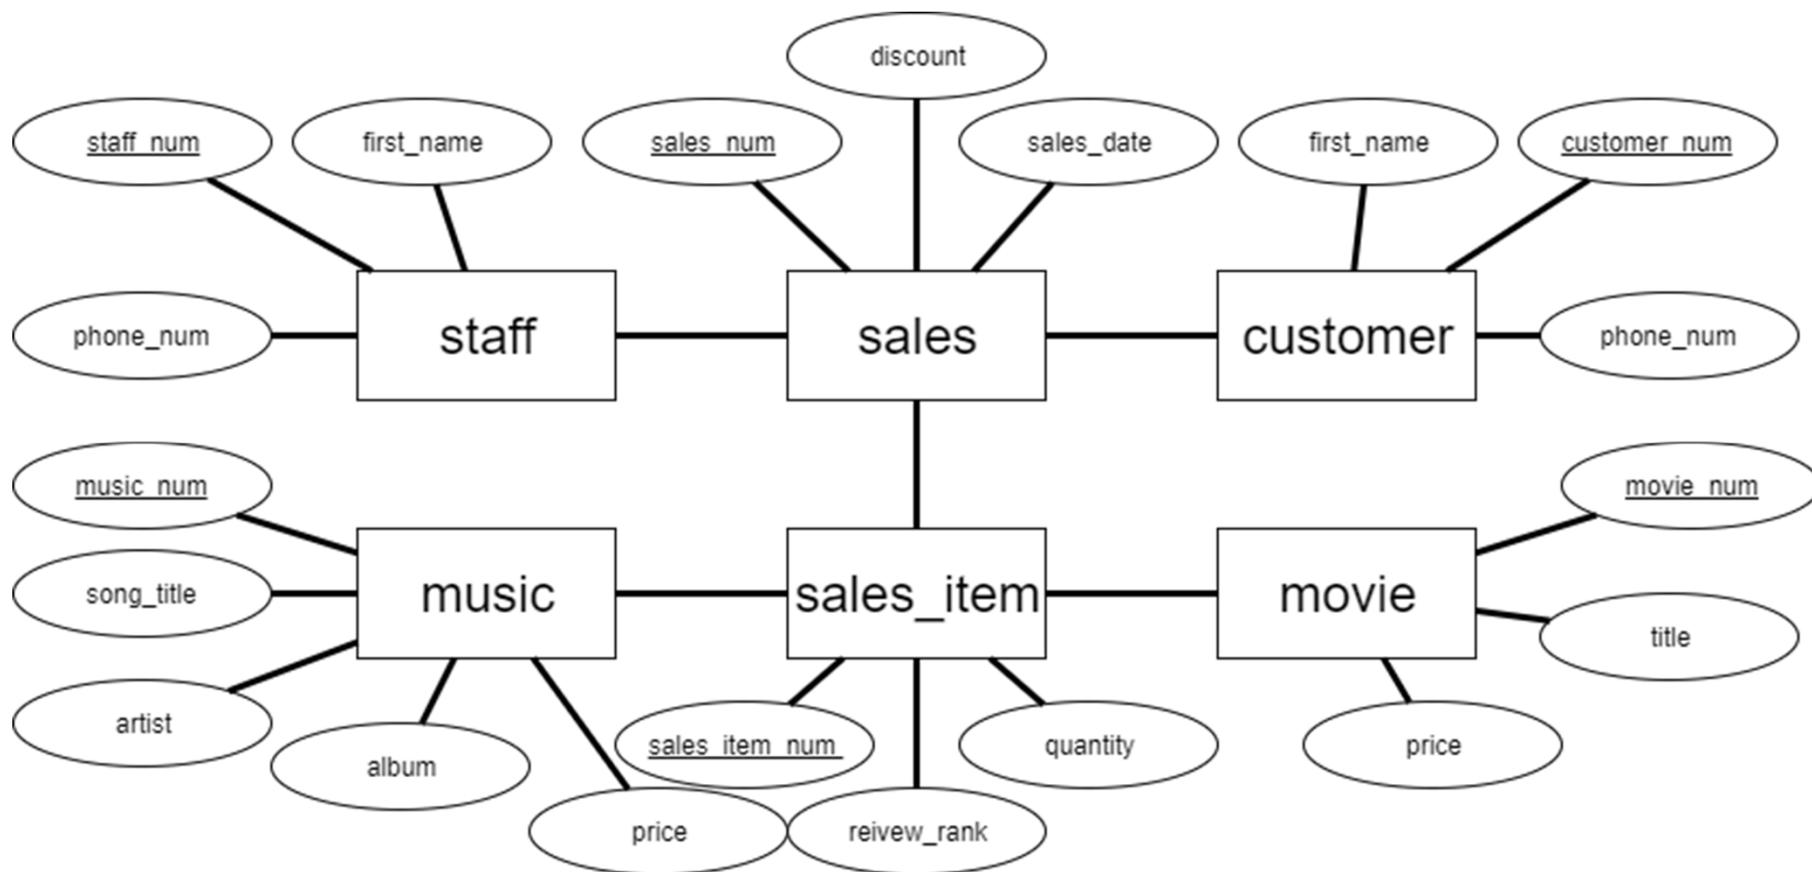 discount
staff_num
first_name
sales_num
sales_date
first_name
customer_num
phone_num
staff
sales
customer
phone_num
music_num
movie_num
song_title
music
sales_item
movie
title
artist
album
sales_item_num
quantity
price
price
reivew_rank